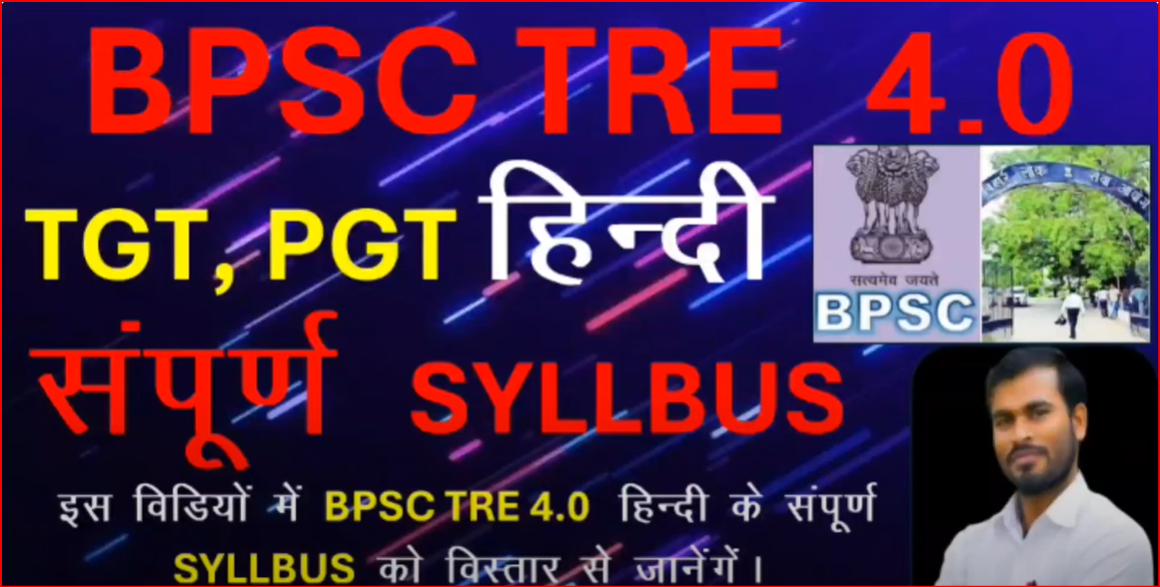 BPSC TRE 4.0
TGT, PGT हिन्दी
सत्यमेव जयते
BPSC
संपूर्ण SYLLBUS
इस विडियों में BPSC TRE 4.0 हिन्दी के संपूर्ण
SYLLBUS को विस्तार से जानेंगें।